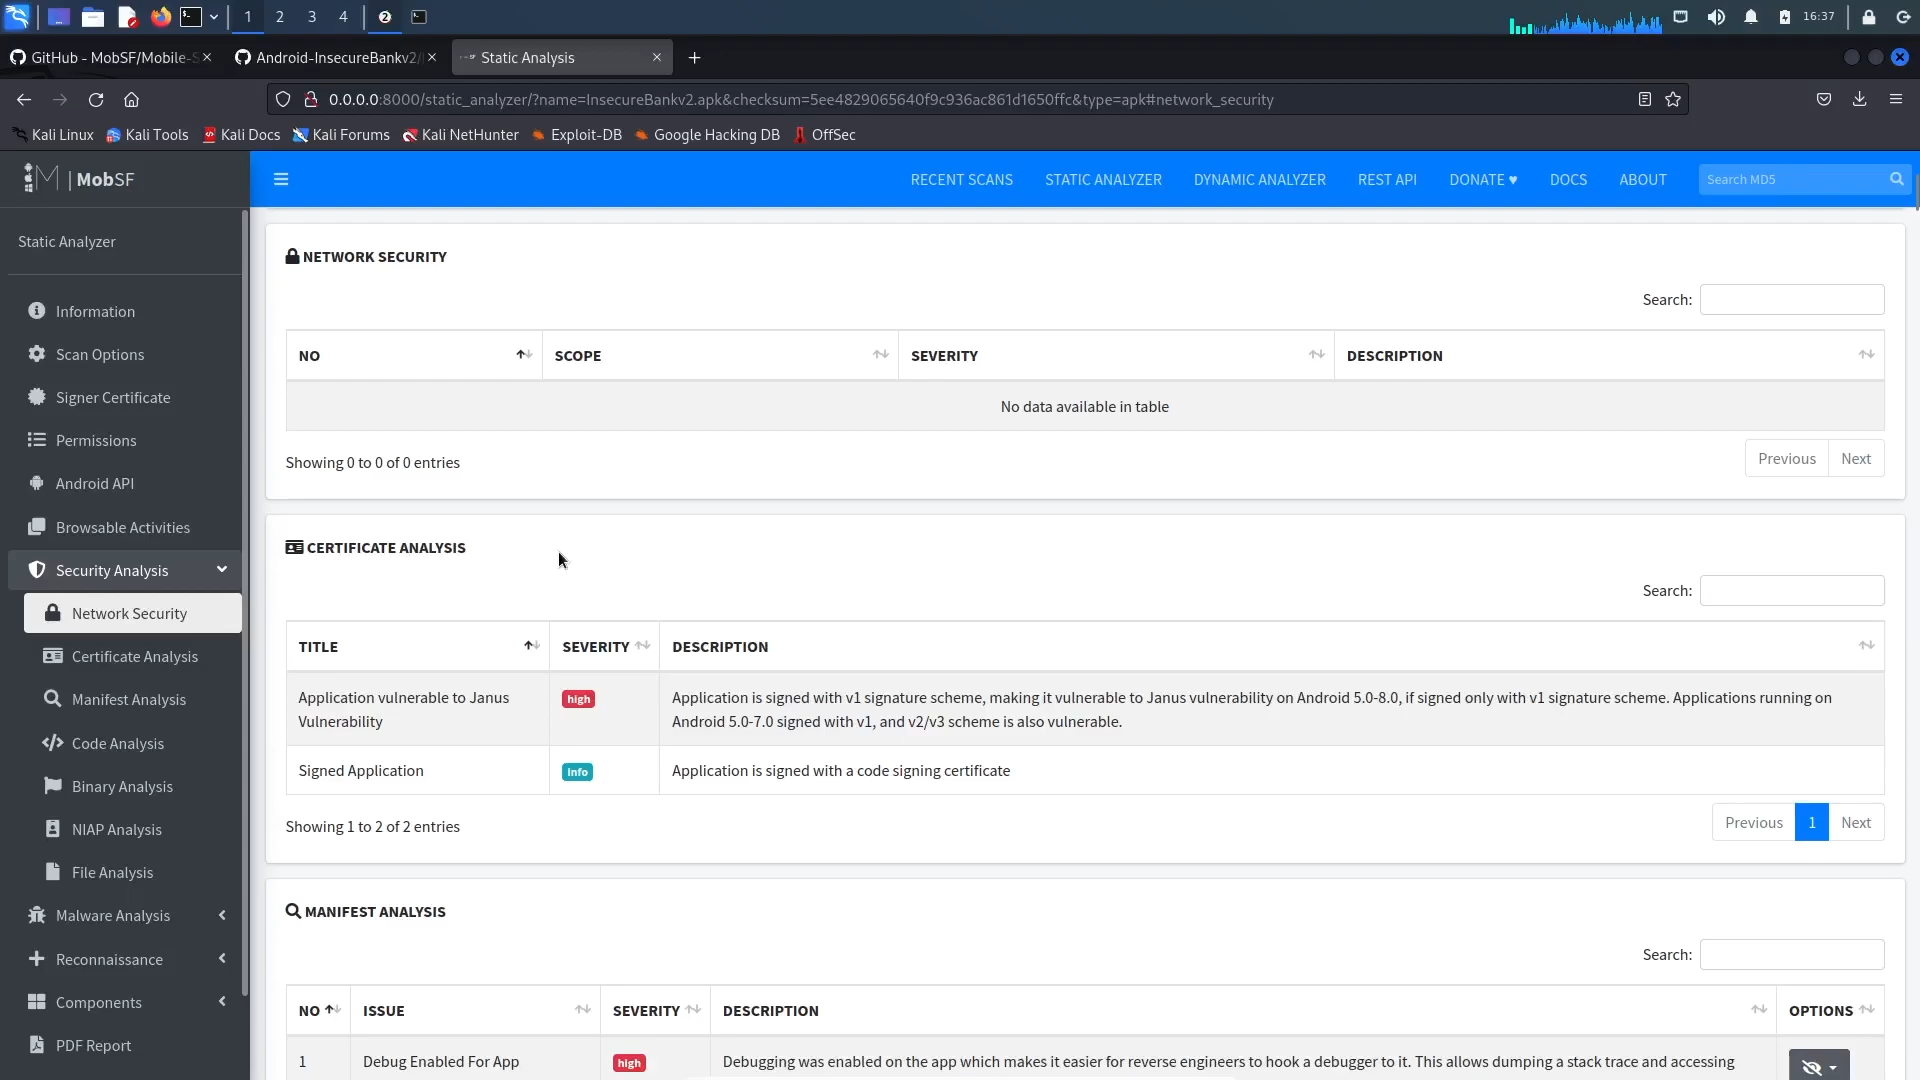 1 2 3 4 2 16:37
GitHub - MobSF/Mobile-S Android-InsecureBankv2/ Static Analysis
0.0.0.0:8000/static_analyzer/?name=InsecureBankv2.apk&checksum=5ee4829065640f9c936ac861d1650ffc&type=apk#network_security
Kali Linux Kali Tools Kali Docs Kali Forums Kali NetHunter Exploit-DB Google Hacking DB OffSec
M | MobSF
RECENT SCANS STATIC ANALYZER DYNAMIC ANALYZER REST API DONATE ♥ DOCS ABOUT Search MD5
Static Analyzer
Information
Scan Options
Signer Certificate
Permissions
Android API
Browsable Activities
Security Analysis
Network Security
Certificate Analysis
Manifest Analysis
Code Analysis
Binary Analysis
NIAP Analysis
File Analysis
Malware Analysis
Reconnaissance
Components
PDF Report
NETWORK SECURITY
Search:
NO SCOPE SEVERITY DESCRIPTION
No data available in table
Showing 0 to 0 of 0 entries
Previous Next
CERTIFICATE ANALYSIS
Search:
TITLE SEVERITY DESCRIPTION
Application vulnerable to Janus
Vulnerability
high
Application is signed with v1 signature scheme, making it vulnerable to Janus vulnerability on Android 5.0-8.0, if signed only with v1 signature scheme. Applications running on
Android 5.0-7.0 signed with v1, and v2/v3 scheme is also vulnerable.
Signed Application info Application is signed with a code signing certificate
Showing 1 to 2 of 2 entries
Previous 1 Next
MANIFEST ANALYSIS
Search:
NO ISSUE SEVERITY DESCRIPTION OPTIONS
1 Debug Enabled For App high Debugging was enabled on the app which makes it easier for reverse engineers to hook a debugger to it. This allows dumping a stack trace and accessing